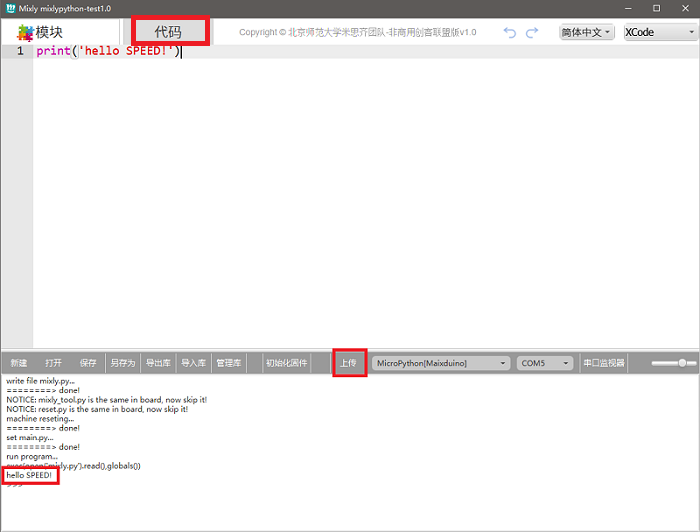 Mixly mixlypython-test1.0
模块
代码
Copyright © 北京师范大学米思齐团队-非商用创客联盟版v1.0
简体中文
XCode
1 print('hello SPEED!')
新建 打开 保存 另存为 导出库 导入库 管理库 初始化固件 上传 MicroPython[Maixduino] COM5 串口监视器
write file mixly.py...
========> done!
NOTICE: mixly_tool.py is the same in board, now skip it!
NOTICE: reset.py is the same in board, now skip it!
machine reseting...
========> done!
set main.py...
========> done!
run program...
exec(open('mixly.py').read(),globals())
hello SPEED!
>>>